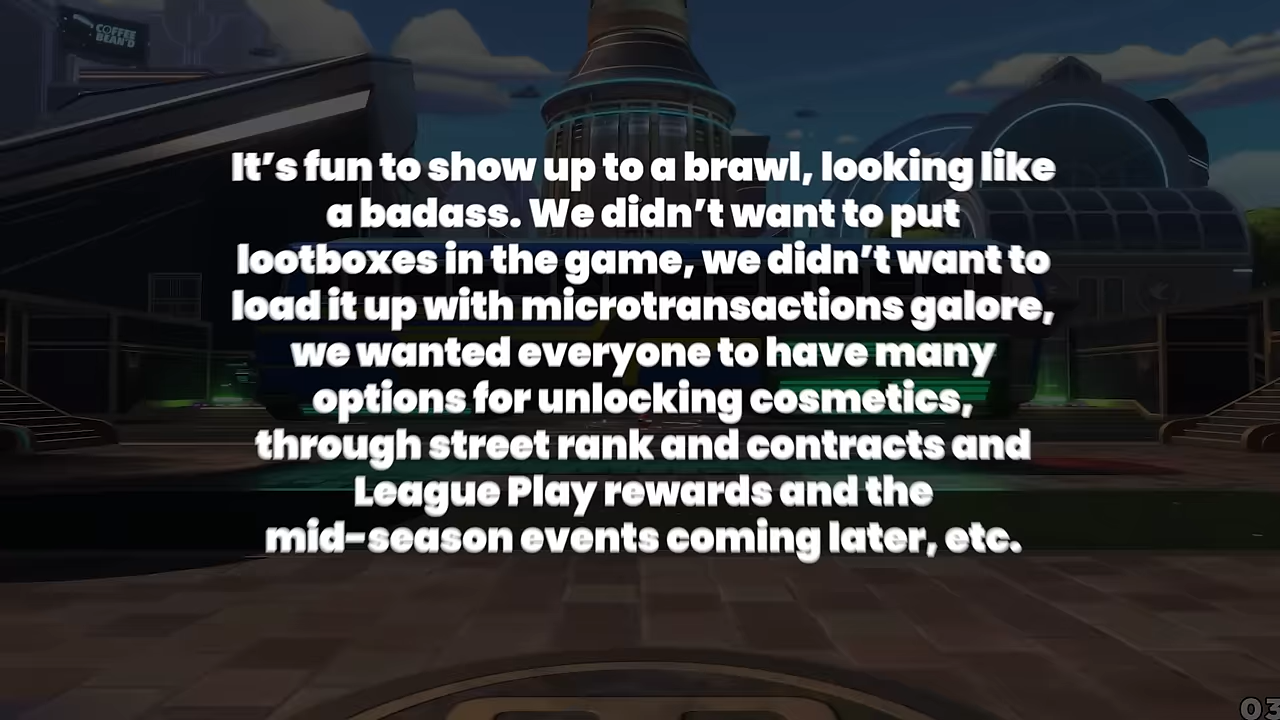 COFFEE
BEAN'D
It's fun to show up to a brawl, looking like
a badass. We didn't want to put
lootboxes in the game, we didn't want to
load it up with microtransactions galore,
we wanted everyone to have many
options for unlocking cosmetics,
through street rank and contracts and
League Play rewards and the
mid-season events coming later, etc.
03